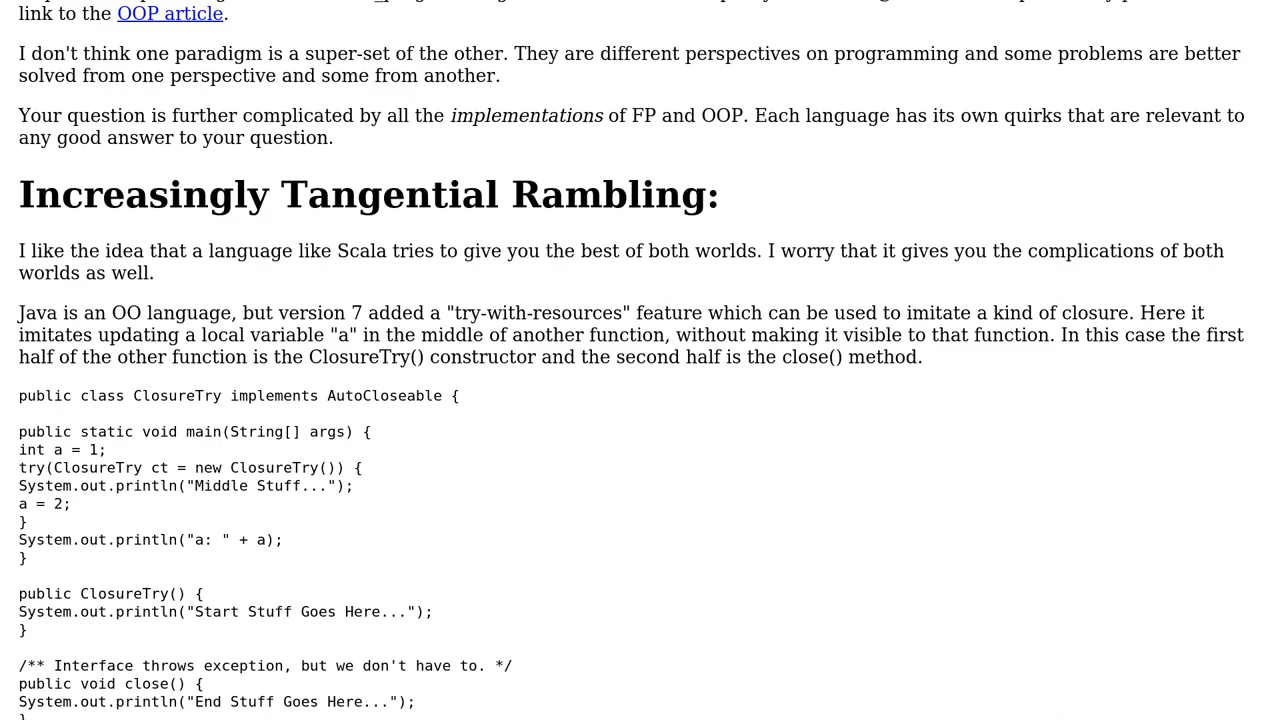 link to the OOP article.
I don't think one paradigm is a super-set of the other. They are different perspectives on programming and some problems are better
solved from one perspective and some from another.
Your question is further complicated by all the implementations of FP and OOP. Each language has its own quirks that are relevant to
any good answer to your question.
Increasingly Tangential Rambling:
I like the idea that a language like Scala tries to give you the best of both worlds. I worry that it gives you the complications of both
worlds as well.
Java is an OO language, but version 7 added a "try-with-resources" feature which can be used to imitate a kind of closure. Here it
imitates updating a local variable "a" in the middle of another function, without making it visible to that function. In this case the first
half of the other function is the ClosureTry() constructor and the second half is the close() method.
public class ClosureTry implements AutoCloseable {
public static void main(String[] args) {
int a = 1;
try(ClosureTry ct = new ClosureTry()) {
System.out.println("Middle Stuff...");
a = 2;
}
System.out.println("a: " + a);
}
public ClosureTry() {
System.out.println("Start Stuff Goes Here...");
}
/** Interface throws exception, but we don't have to. */
public void close() {
System.out.println("End Stuff Goes Here...");
}